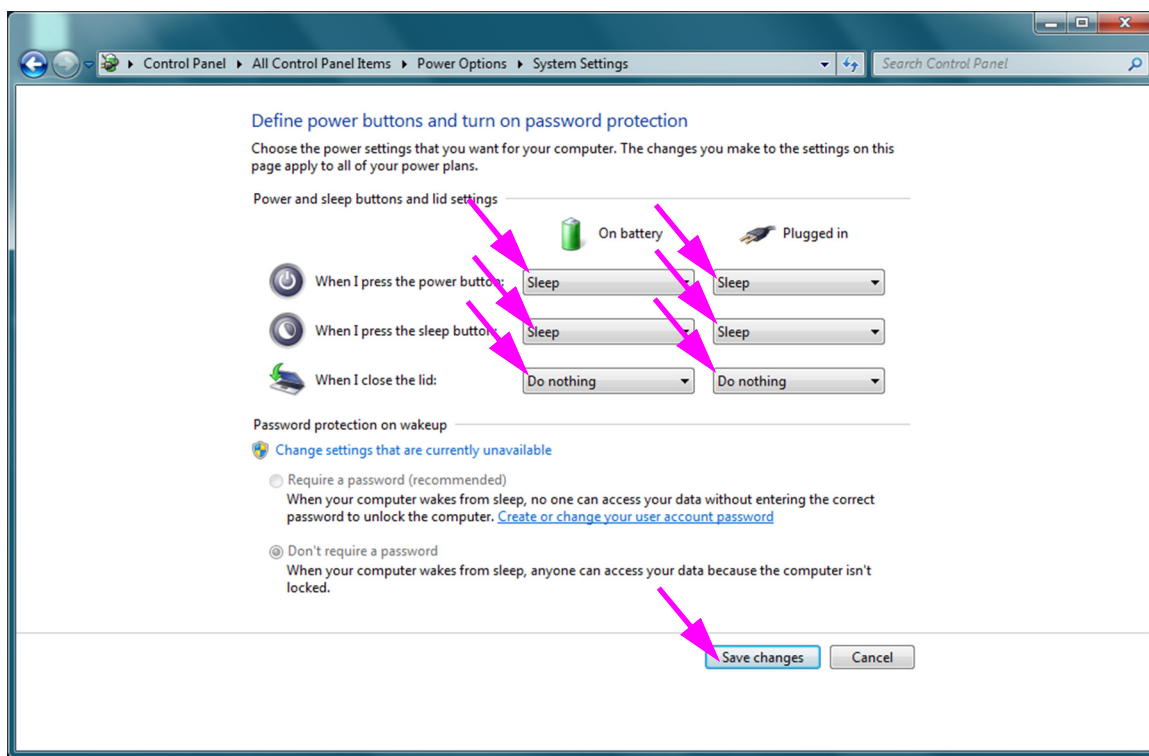 Control Panel ▸ All Control Panel Items ▸ Power Options ▸ System Settings
Search Control Panel
Define power buttons and turn on password protection
Choose the power settings that you want for your computer. The changes you make to the settings on this
page apply to all of your power plans.
Power and sleep buttons and lid settings
On battery
Plugged in
When I press the power button:
Sleep
Sleep
When I press the sleep button:
Sleep
Sleep
When I close the lid:
Do nothing
Do nothing
Password protection on wakeup
Change settings that are currently unavailable
Require a password (recommended)
When your computer wakes from sleep, no one can access your data without entering the correct
password to unlock the computer. Create or change your user account password
Don't require a password
When your computer wakes from sleep, anyone can access your data because the computer isn't
locked.
Save changes
Cancel